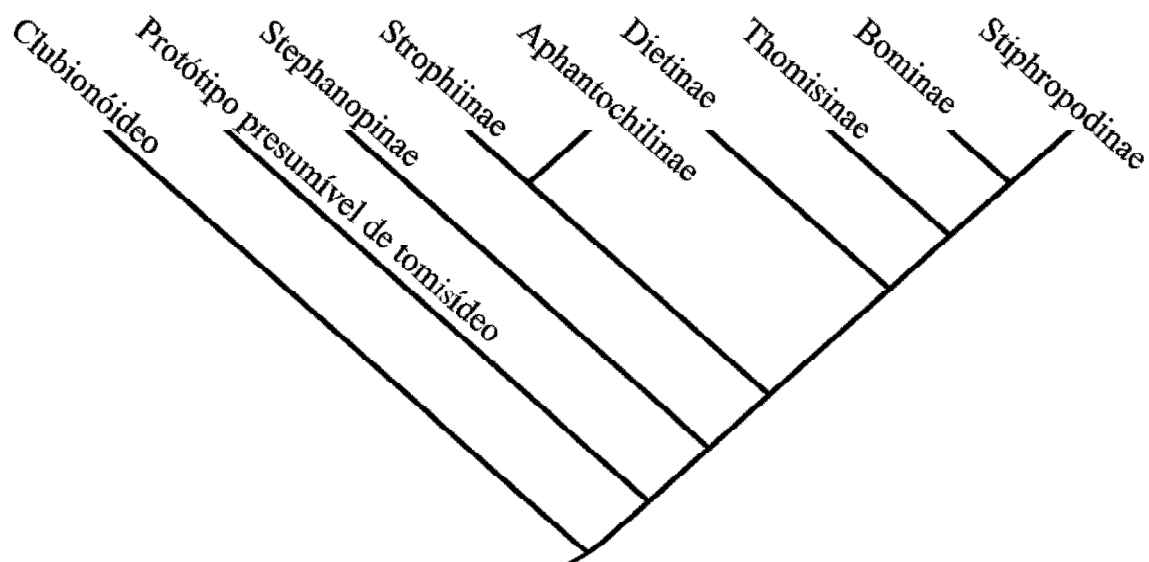 Clubionóideo
Protótipo presumível de tomisídeo
Stephanopinae
Strophiinae
Aphantochilinae
Dietinae
Thomisinae
Bominae
Stiphropodinae